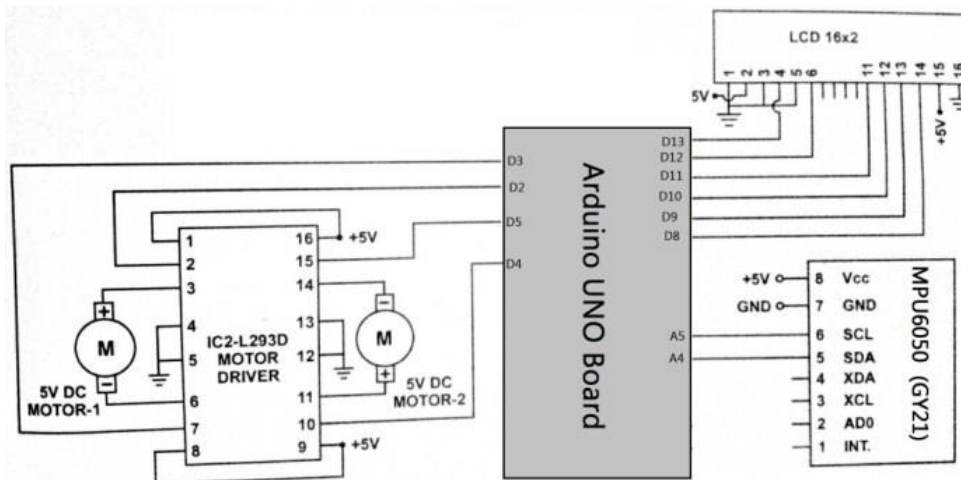 LCD 16x2
1 2 3 4 5 6 11 12 13 14 15 16
5V
+5V
D3
D2
D5
D4
Arduino UNO Board
D13
D12
D11
D10
D9
D8
A5
A4
1
2
3
4
5
6
7
8
16
15
14
13
12
11
10
9
IC2-L293D
MOTOR
DRIVER
+5V
+5V
+
M
−
5V DC
MOTOR-1
−
M
+
5V DC
MOTOR-2
+5V
GND
8 Vcc
7 GND
6 SCL
5 SDA
4 XDA
3 XCL
2 AD0
1 INT.
MPU6050 (GY21)